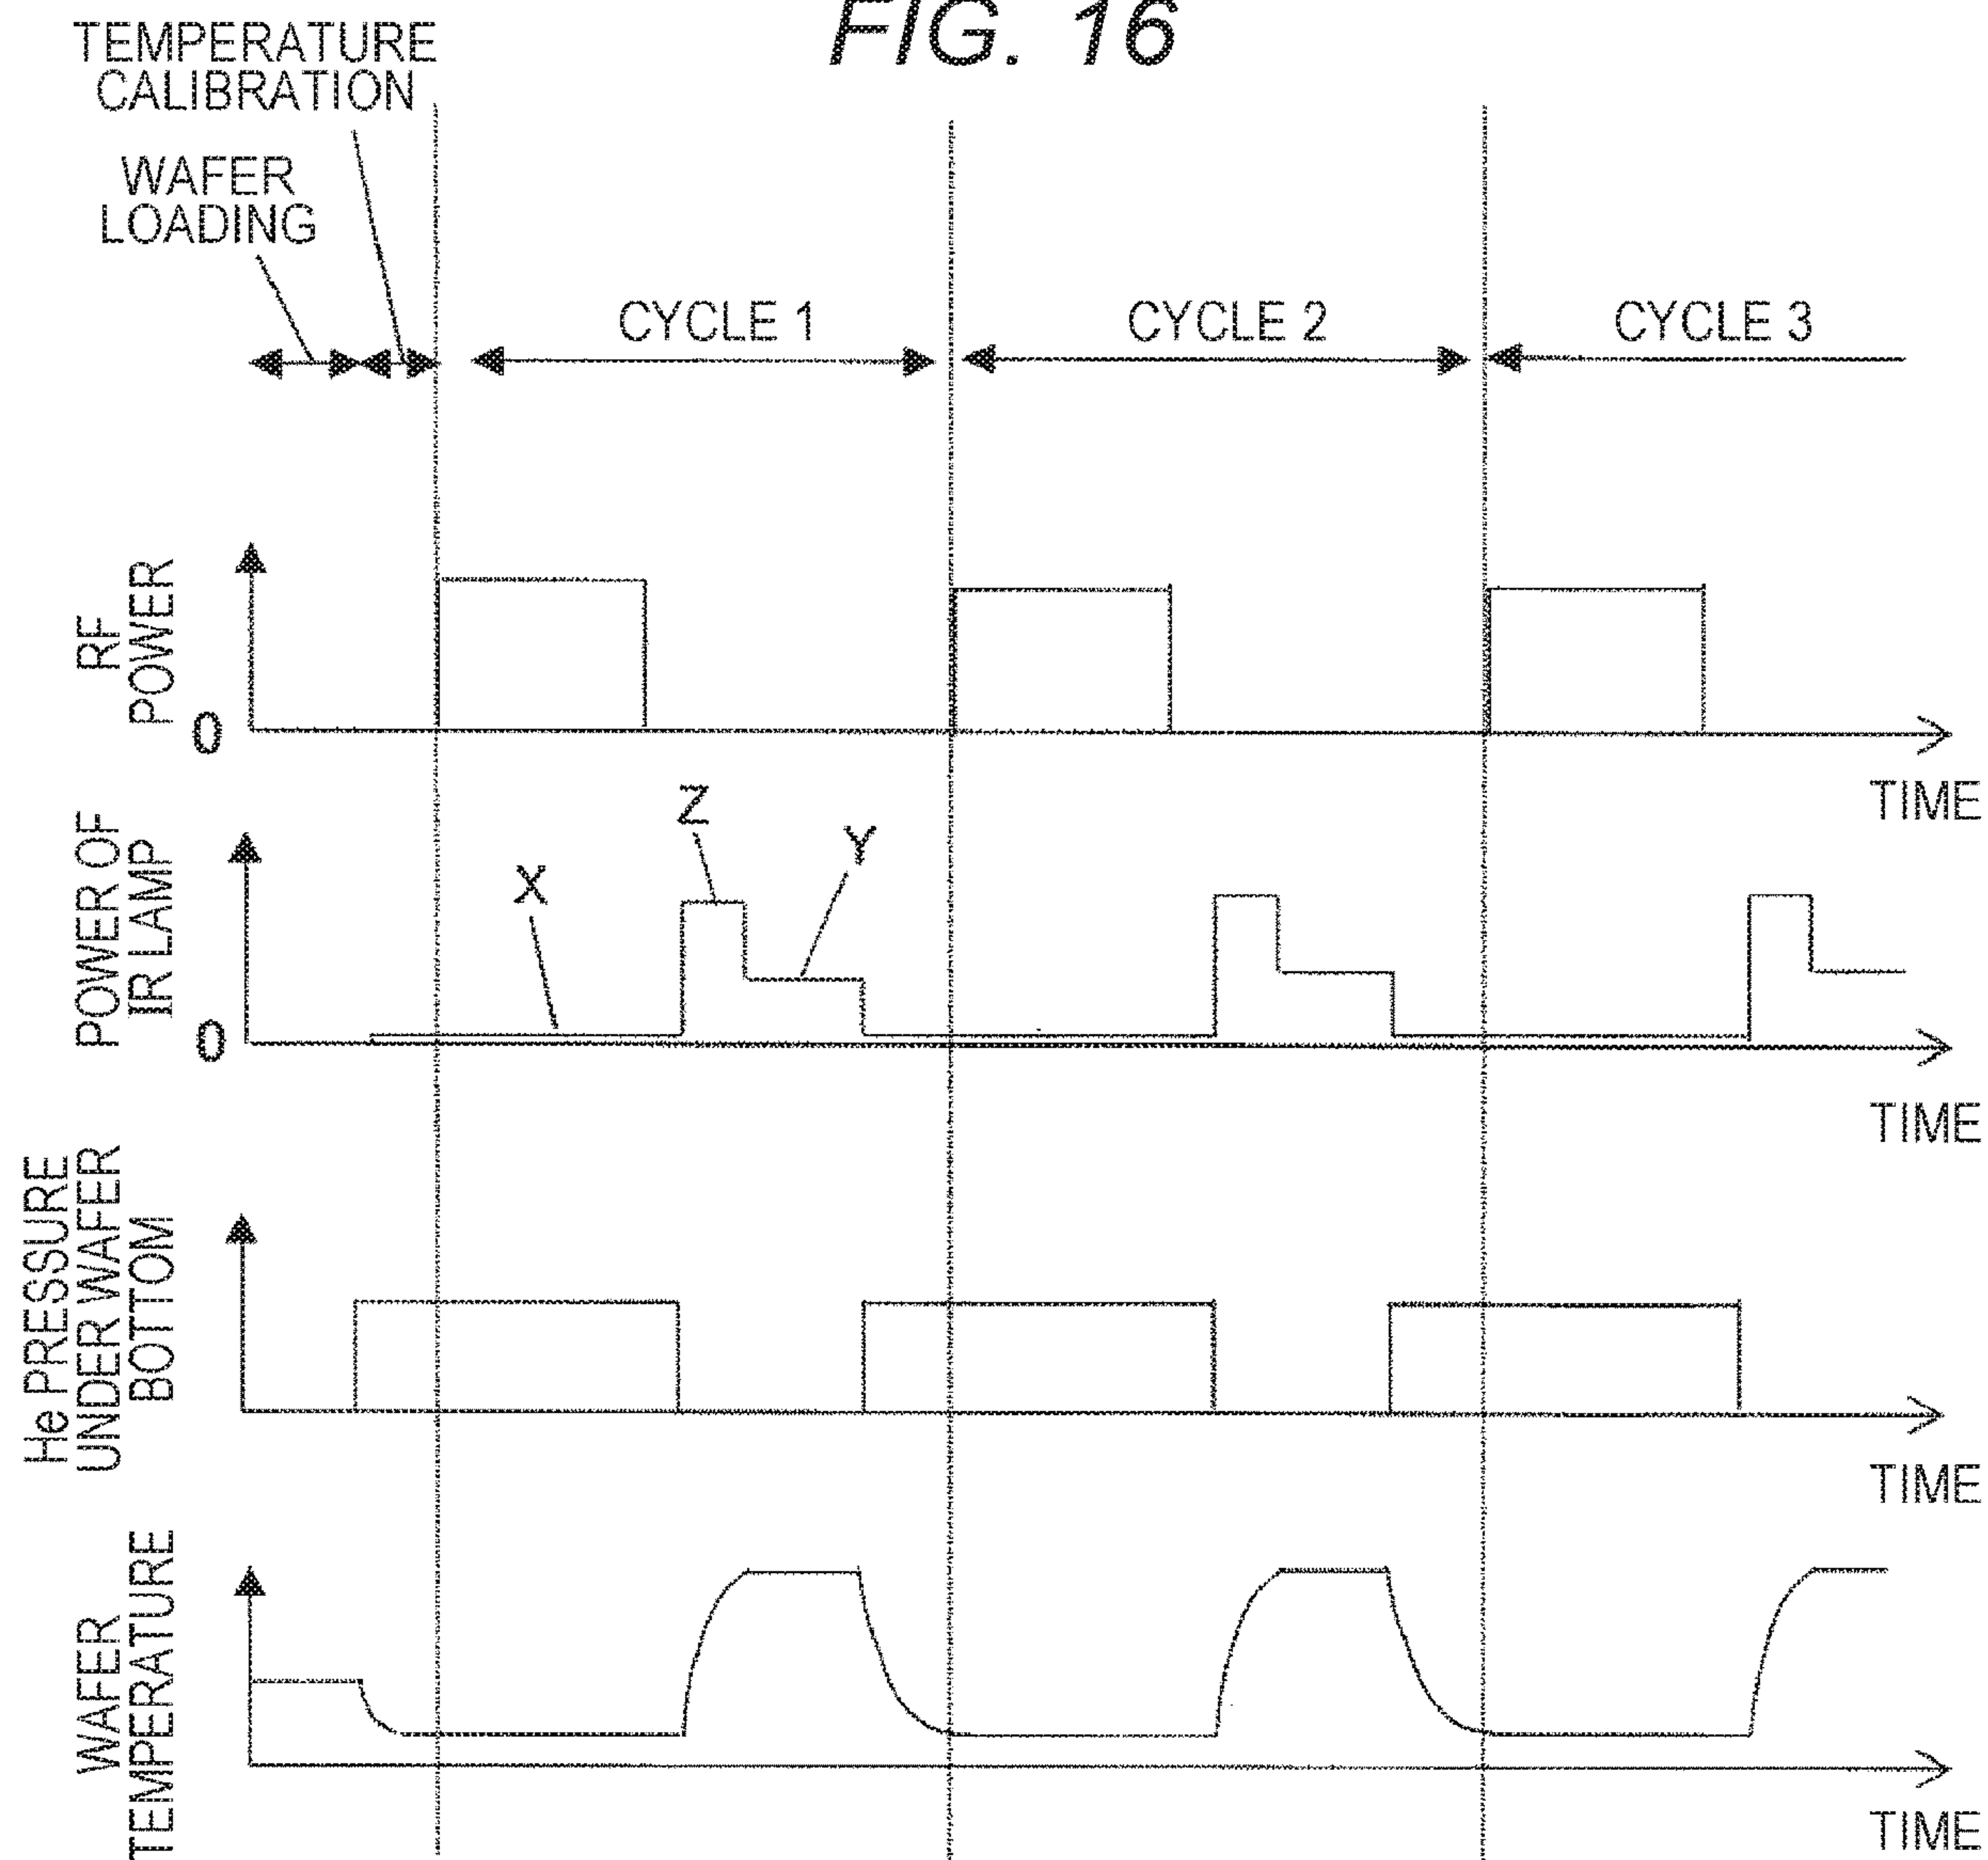 FIG. 16
TEMPERATURE
CALIBRATION
WAFER
LOADING
CYCLE 1
CYCLE 2
CYCLE 3
RF
POWER
0
TIME
POWER OF
IR LAMP
0
X
Z
Y
TIME
He PRESSURE
UNDER WAFER
BOTTOM
TIME
WAFER
TEMPERATURE
TIME